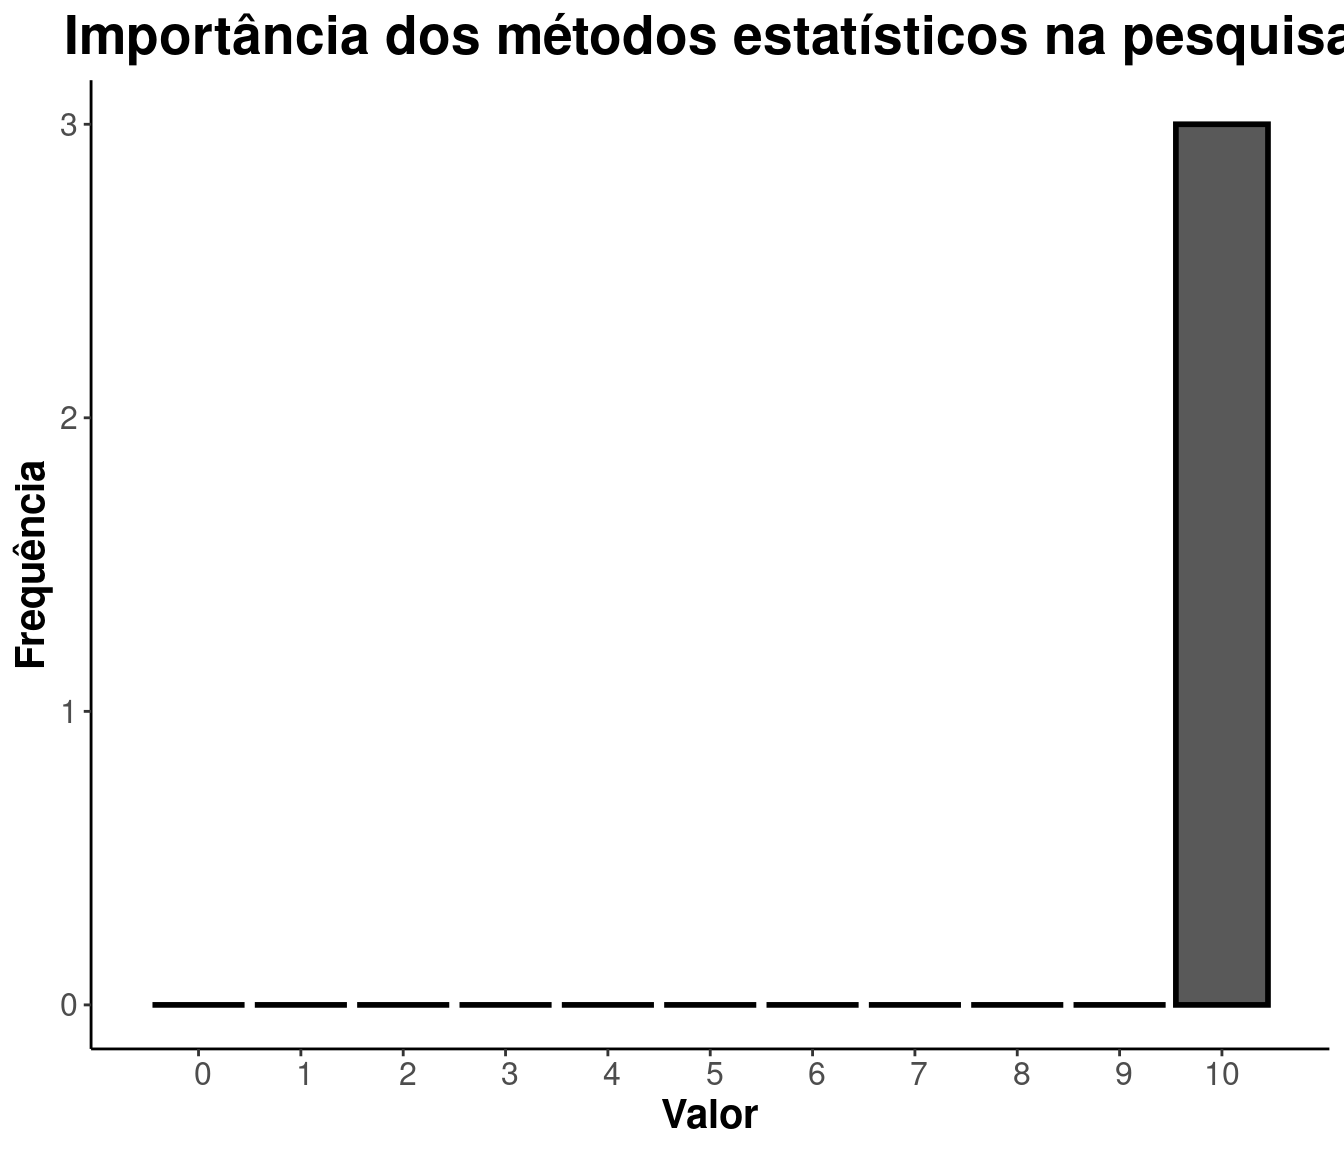 Importância dos métodos estatísticos na pesquisa
3
2
1
0
Frequência
0 1 2 3 4 5 6 7 8 9 10
Valor